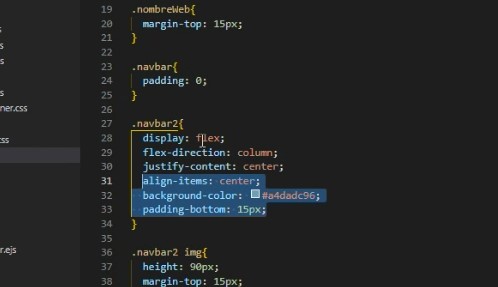 19 .nombreWeb{
20 margin-top: 15px;
21 }
22
23 .navbar{
24 padding: 0;
25 }
26
27 .navbar2{
28 display: flex;
29 flex-direction: column;
30 justify-content: center;
31 align-items: center;
32 background-color: #a4dadc96;
33 padding-bottom: 15px;
34 }
35
36 .navbar2 img{
37 height: 90px;
38 margin-top: 15px;
s
s
s
ner.css
ss
r.ejs